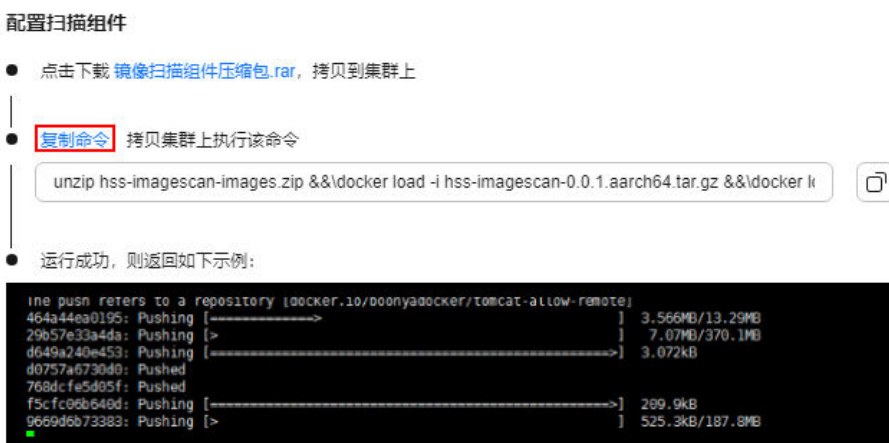 配置扫描组件
点击下载 镜像扫描组件压缩包.rar，拷贝到集群上
复制命令 拷贝集群上执行该命令
unzip hss-imagescan-images.zip &&\docker load -i hss-imagescan-0.0.1.aarch64.tar.gz &&\docker
运行成功，则返回如下示例：
The push refers to a repository [docker.io/boonyadocker/tomcat-allow-remote]
464a44ea0195: Pushing [==============> ] 3.566MB/13.29MB
29b57e33a4da: Pushing [> ] 7.07MB/370.1MB
d649a240e453: Pushing [==================================================>] 3.072kB
d0757a6730d0: Pushed
768dcfe5d05f: Pushed
f5cfc06b640d: Pushing [==================================================>] 209.9kB
9669d6b73383: Pushing [> ] 525.3kB/187.8MB